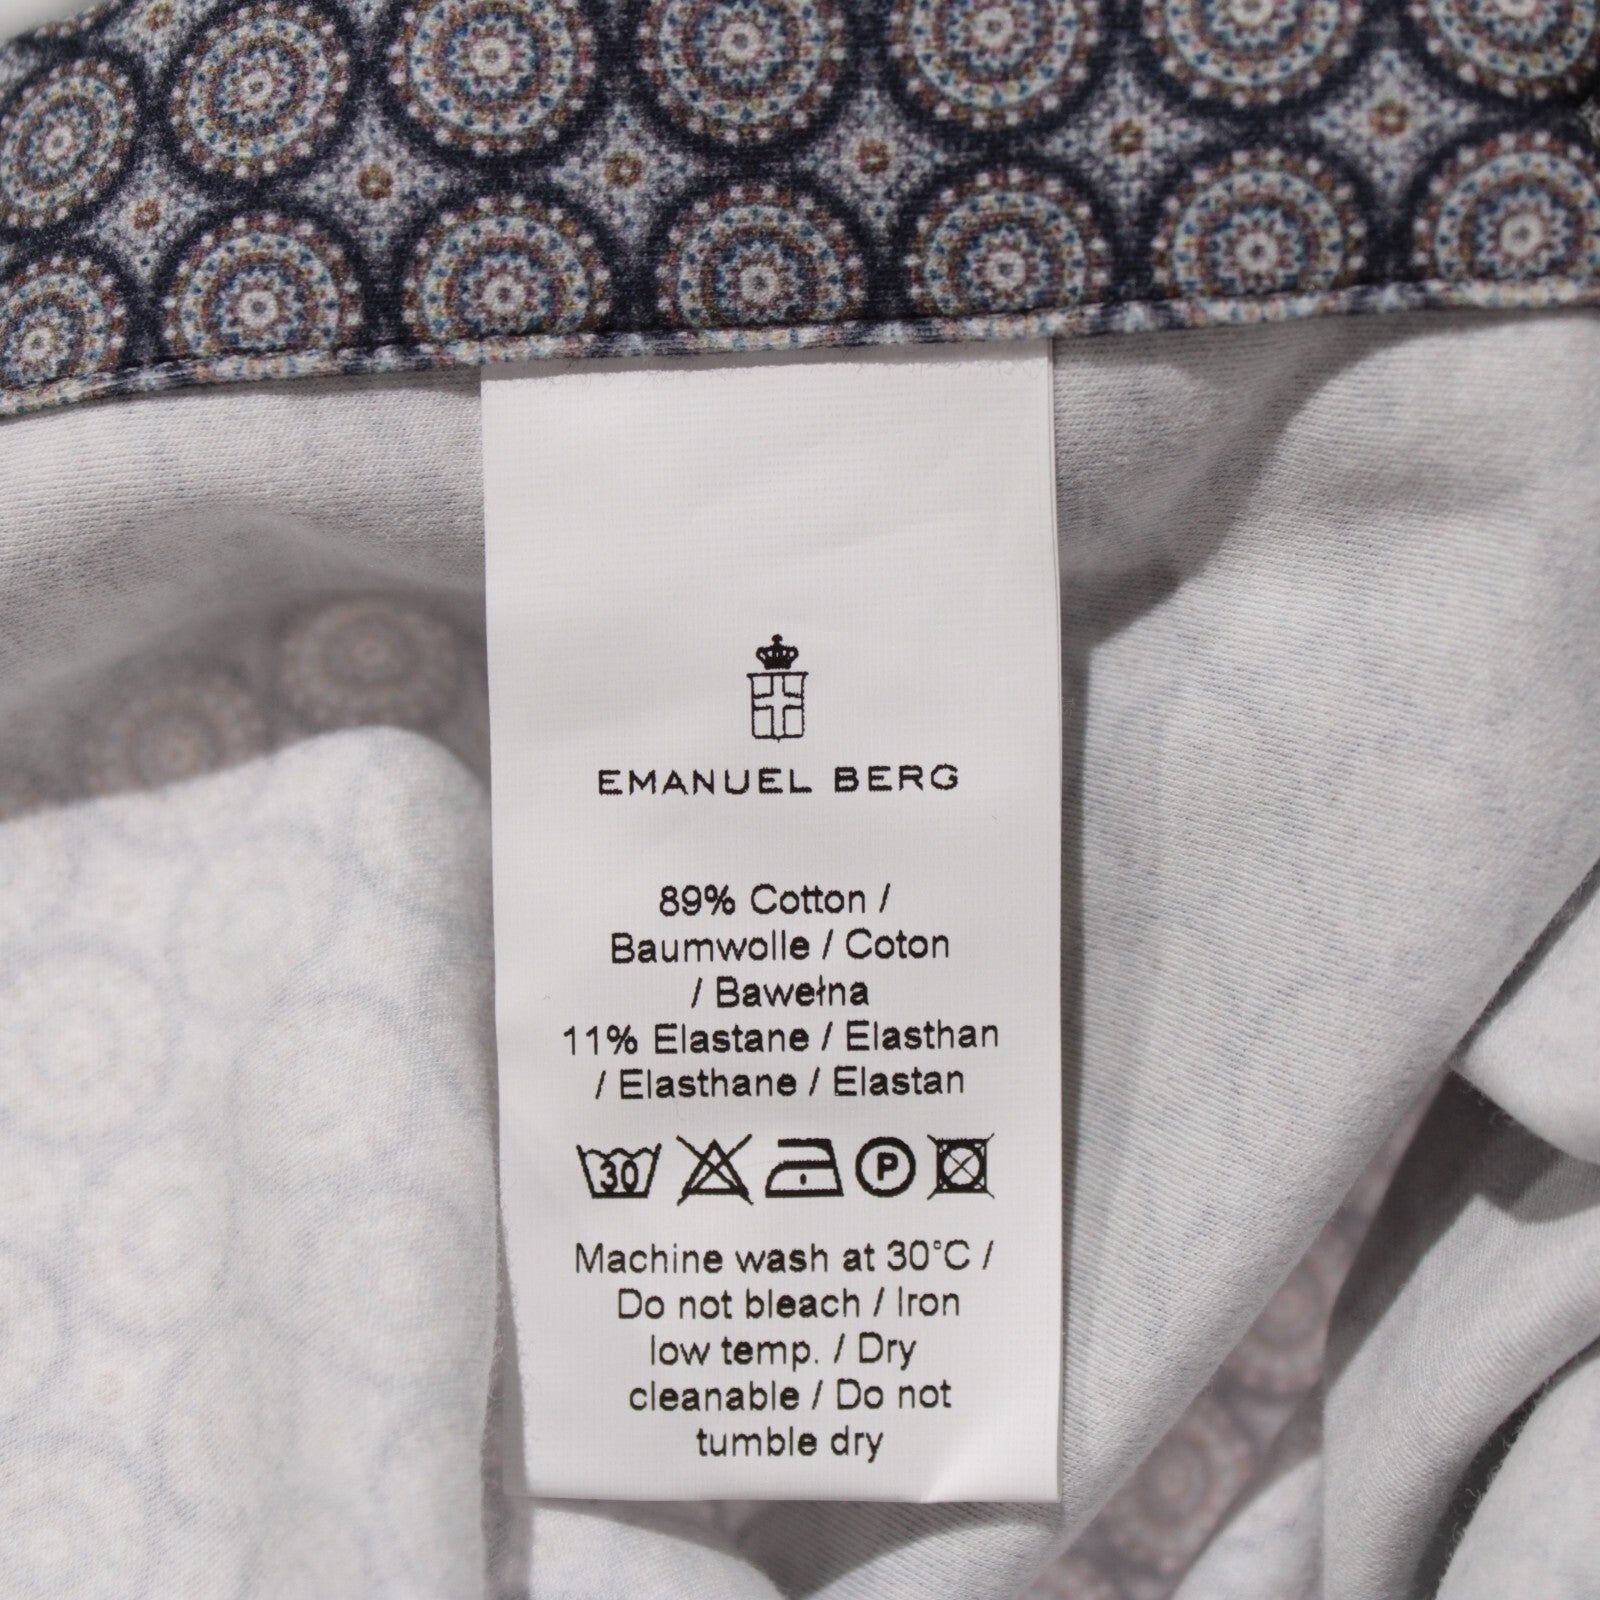 EMANUEL BERG
89% Cotton /
Baumwolle / Coton
/ Bawełna
11% Elastane / Elasthan
/ Elasthane / Elastan
30 P
Machine wash at 30°C /
Do not bleach / Iron
low temp. / Dry
cleanable / Do not
tumble dry